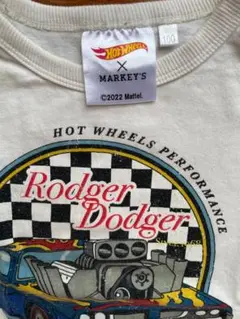 HOT WHEELS
×
MARKEY'S
©2022 Mattel.
HOT WHEELS PERFORMANCE
Rodger
Dodger